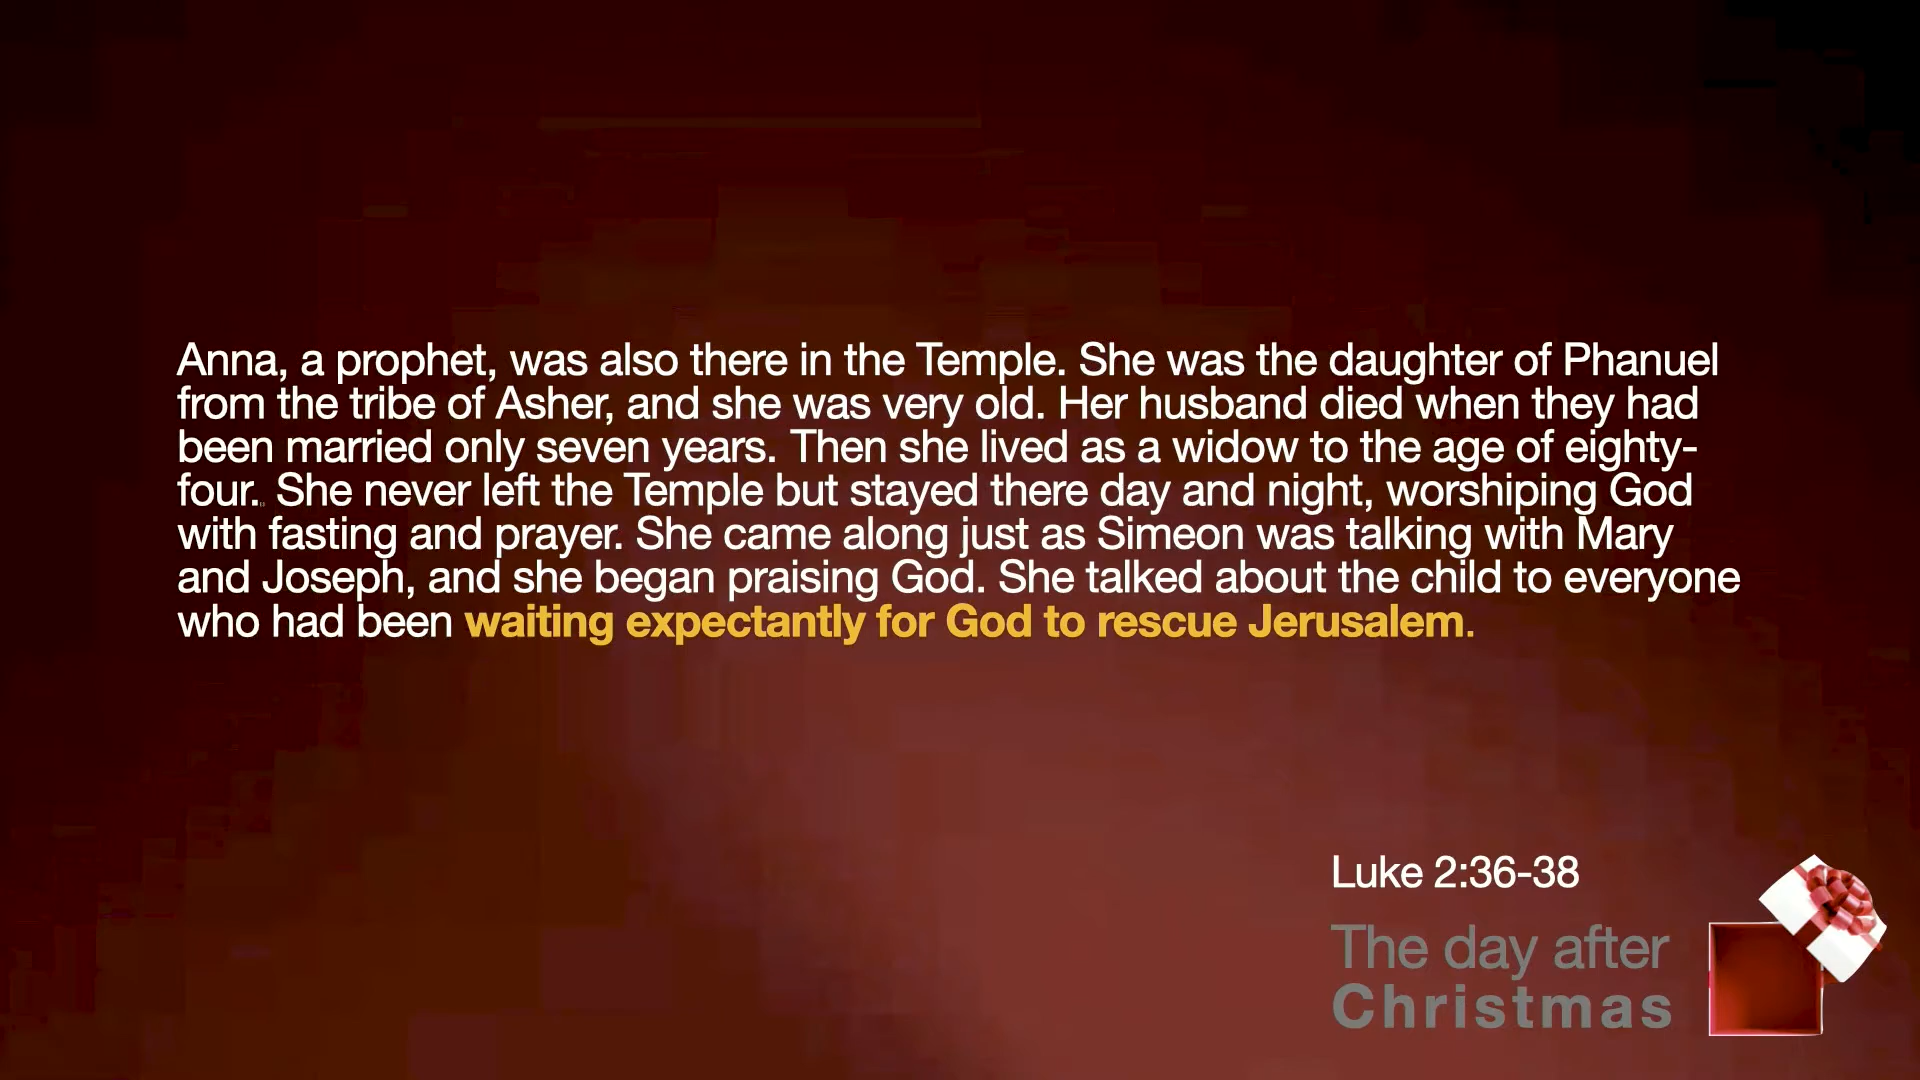 Anna, a prophet, was also there in the Temple. She was the daughter of Phanuel
from the tribe of Asher, and she was very old. Her husband died when they had
been married only seven years. Then she lived as a widow to the age of eighty-
four. She never left the Temple but stayed there day and night, worshiping God
with fasting and prayer. She came along just as Simeon was talking with Mary
and Joseph, and she began praising God. She talked about the child to everyone
who had been waiting expectantly for God to rescue Jerusalem.
Luke 2:36-38
The day after
Christmas